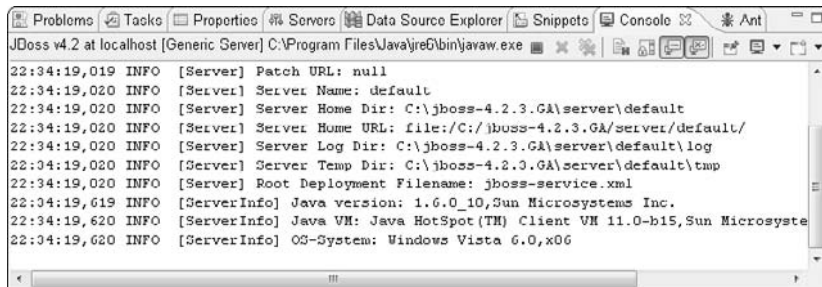 Problems Tasks Properties Servers Data Source Explorer Snippets Console Ant
JBoss v4.2 at localhost [Generic Server] C:\Program Files\Java\jre6\bin\javaw.exe
22:34:19,019 INFO [Server] Patch URL: null
22:34:19,020 INFO [Server] Server Name: default
22:34:19,020 INFO [Server] Server Home Dir: C:\jboss-4.2.3.GA\server\default
22:34:19,020 INFO [Server] Server Home URL: file:/C:/jboss-4.2.3.GA/server/default/
22:34:19,020 INFO [Server] Server Log Dir: C:\jboss-4.2.3.GA\server\default\log
22:34:19,020 INFO [Server] Server Temp Dir: C:\jboss-4.2.3.GA\server\default\tmp
22:34:19,020 INFO [Server] Root Deployment Filename: jboss-service.xml
22:34:19,619 INFO [ServerInfo] Java version: 1.6.0_10,Sun Microsystems Inc.
22:34:19,620 INFO [ServerInfo] Java VM: Java HotSpot(TM) Client VM 11.0-b15,Sun Microsyste
22:34:19,620 INFO [ServerInfo] OS-System: Windows Vista 6.0,x86